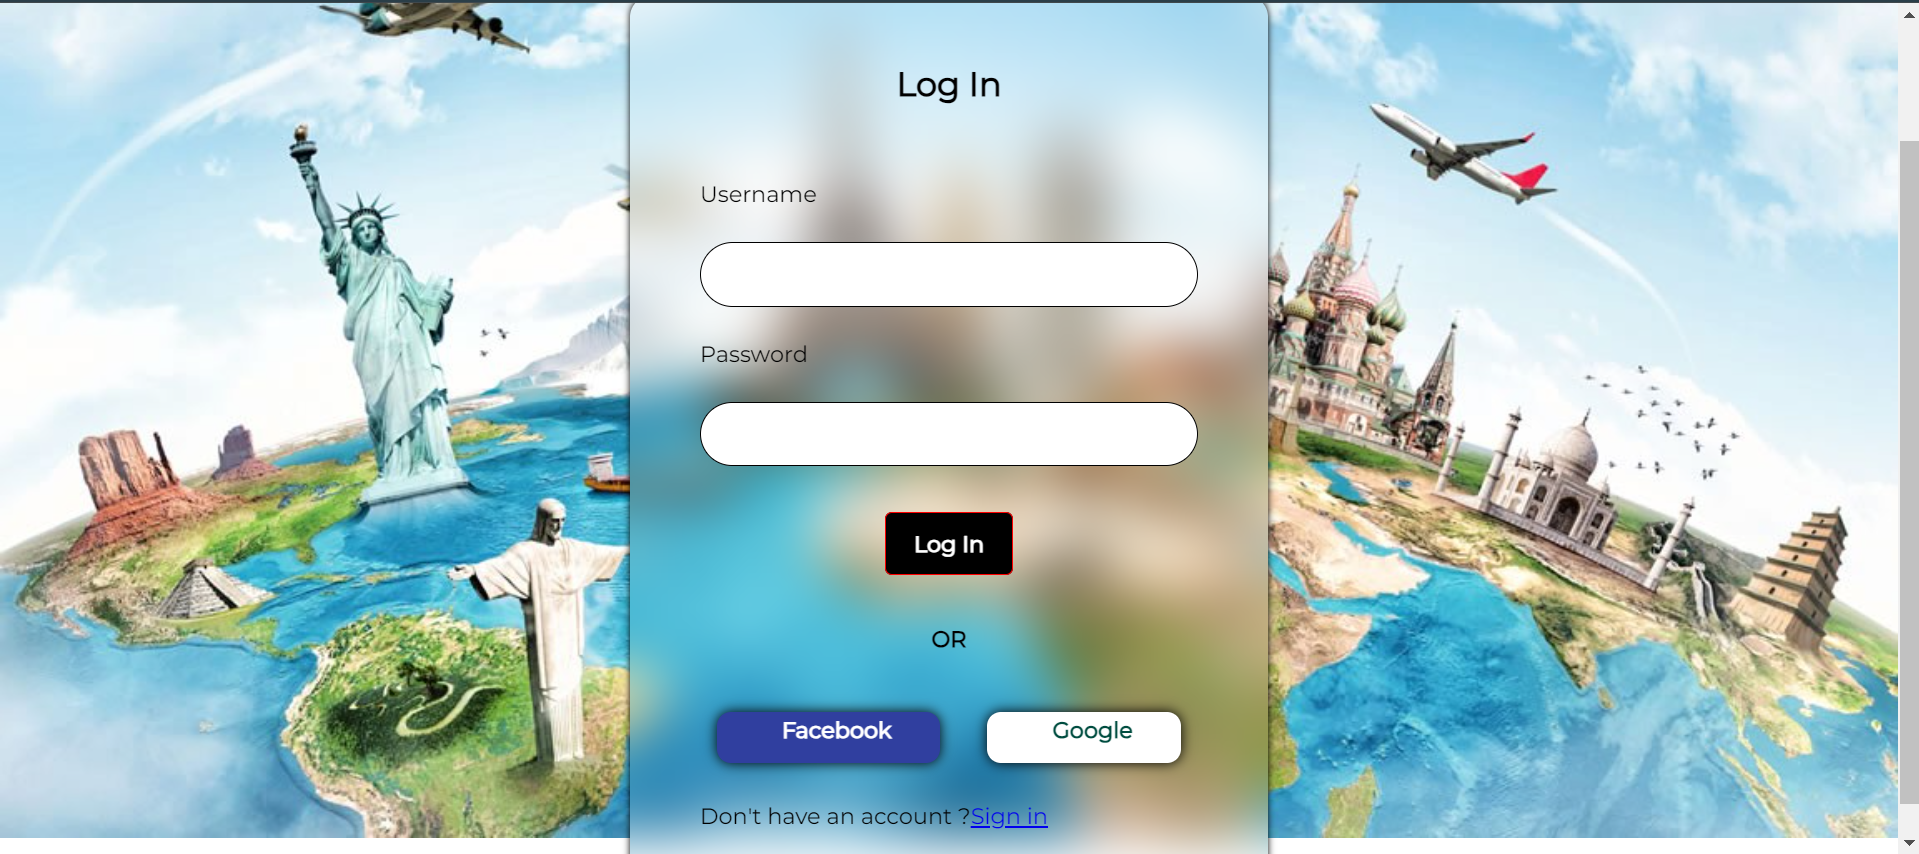 Log In
Username
Password
Log In
OR
Facebook Google
Don't have an account ?Sign in